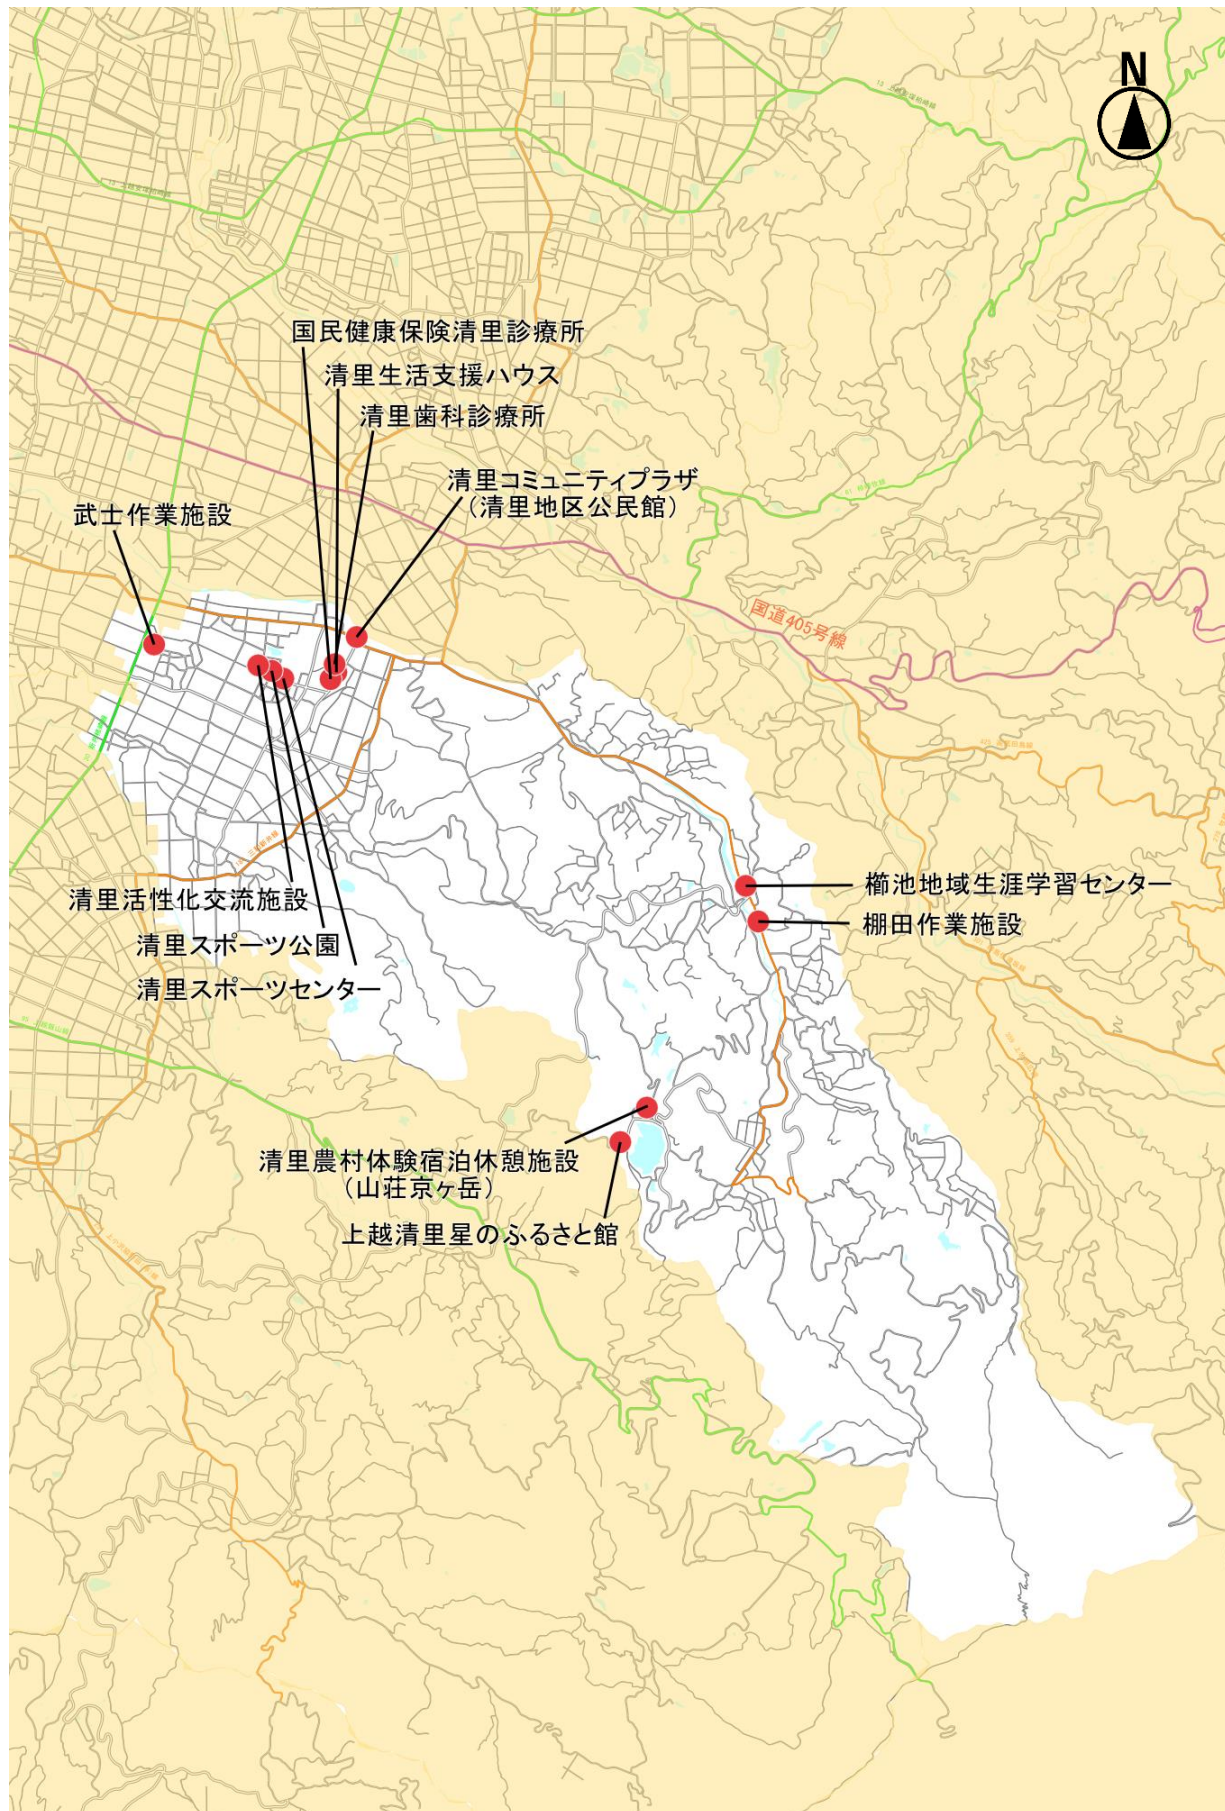 N
国民健康保険清里診療所
清里生活支援ハウス
清里歯科診療所
清里コミュニティプラザ
(清里地区公民館)
武士作業施設
国道405号線
清里活性化交流施設
清里スポーツ公園
清里スポーツセンター
櫛池地域生涯学習センター
棚田作業施設
清里農村体験宿泊休憩施設
(山荘京ヶ岳)
上越清里星のふるさと館